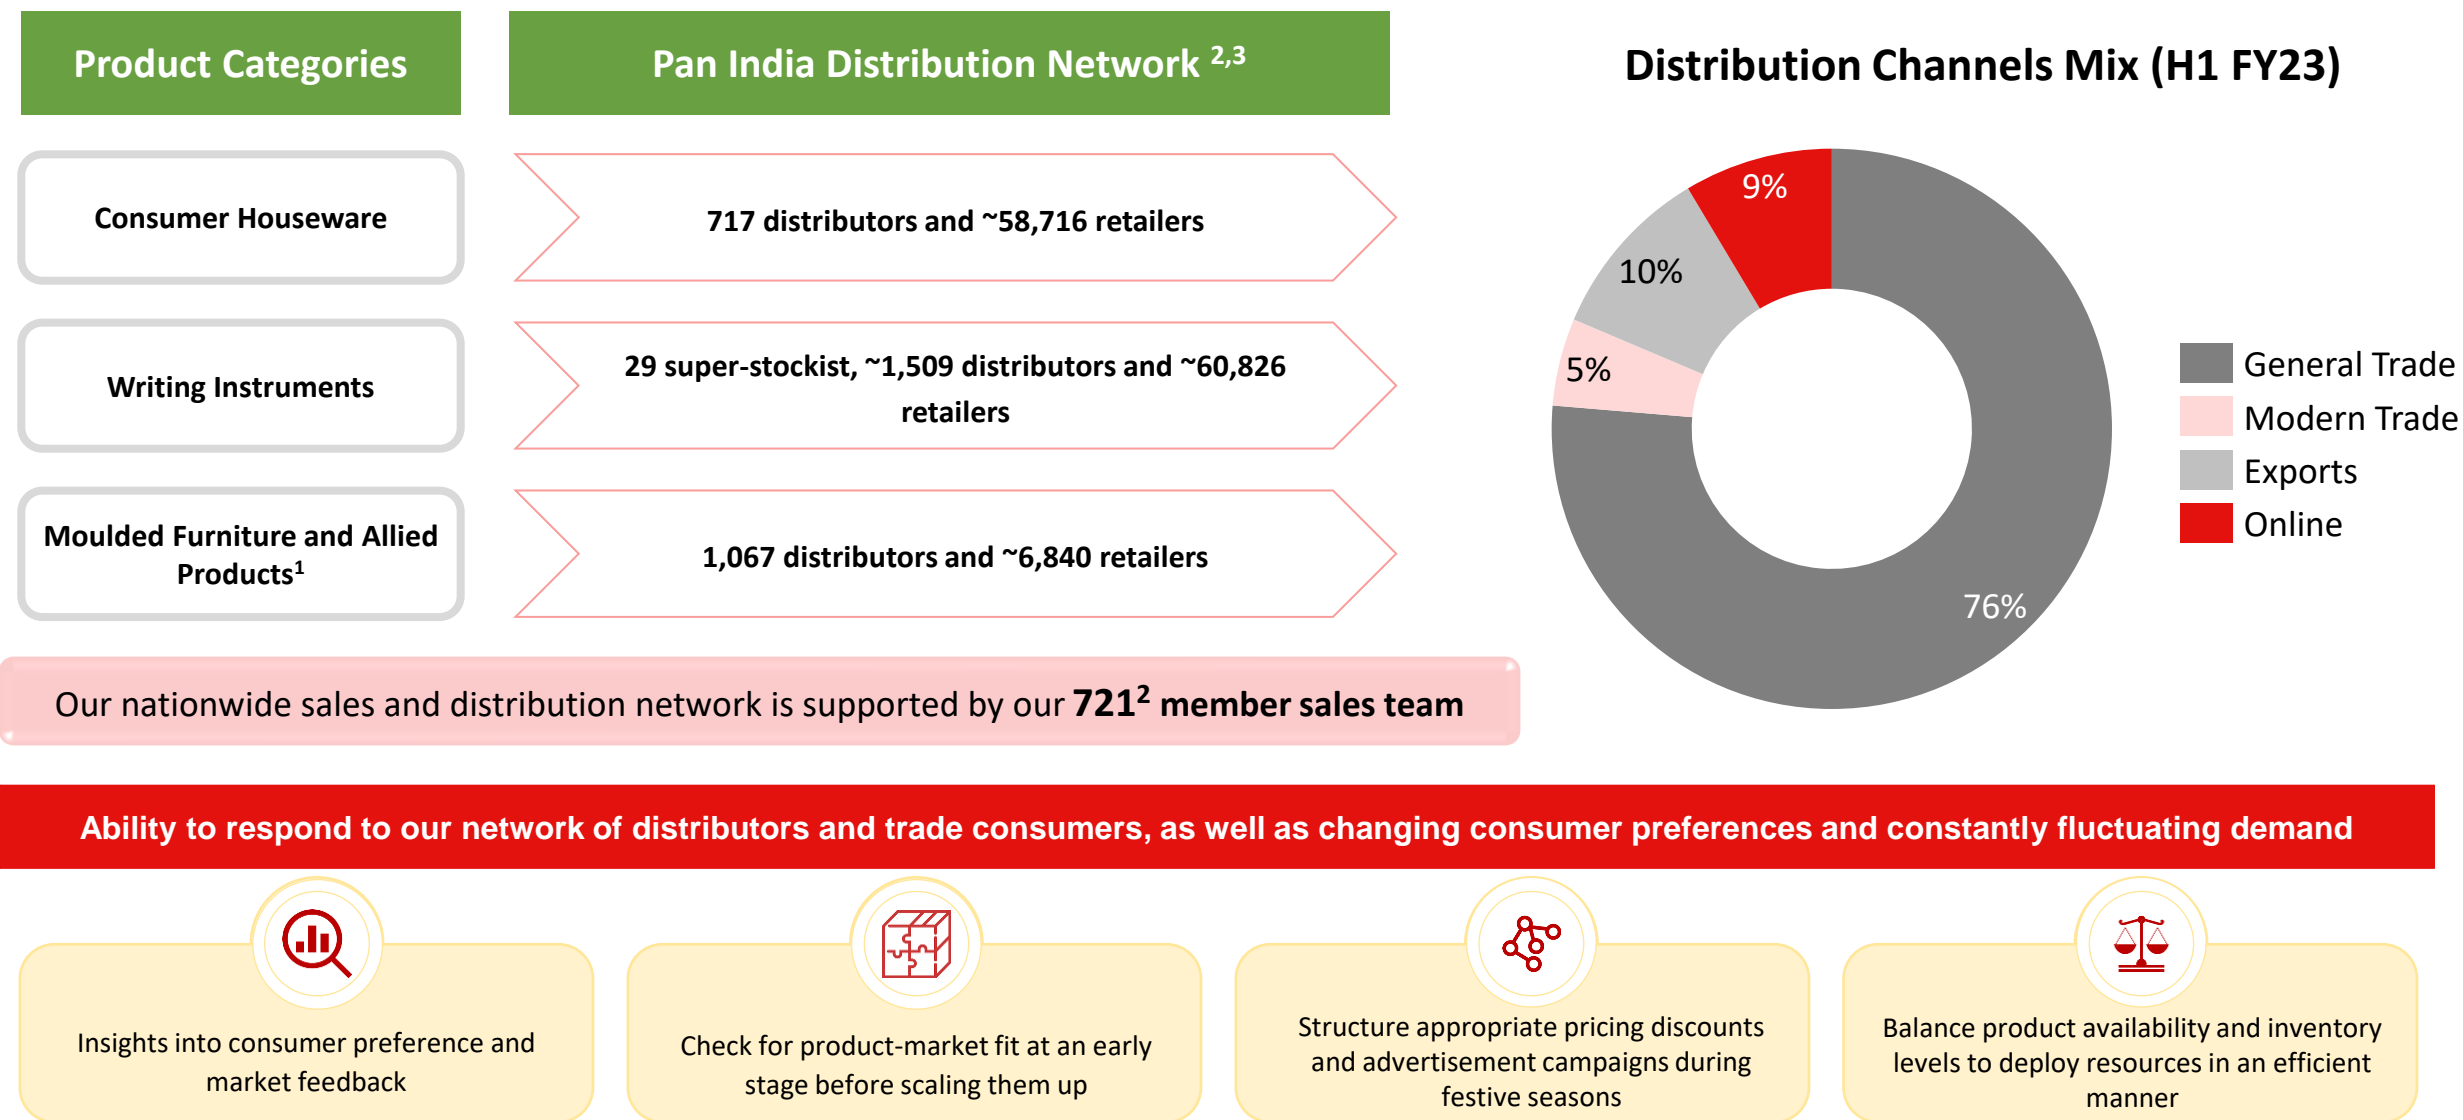 Product Categories
Pan India Distribution Network 2,3
Distribution Channels Mix (H1 FY23)
Consumer Houseware
717 distributors and ~58,716 retailers
Writing Instruments
29 super-stockist, ~1,509 distributors and ~60,826
retailers
Moulded Furniture and Allied
Products1
1,067 distributors and ~6,840 retailers
9%
10%
5%
76%
General Trade
Modern Trade
Exports
Online
Our nationwide sales and distribution network is supported by our 7212 member sales team
Ability to respond to our network of distributors and trade consumers, as well as changing consumer preferences and constantly fluctuating demand
Insights into consumer preference and
market feedback
Check for product-market fit at an early
stage before scaling them up
Structure appropriate pricing discounts
and advertisement campaigns during
festive seasons
Balance product availability and inventory
levels to deploy resources in an efficient
manner